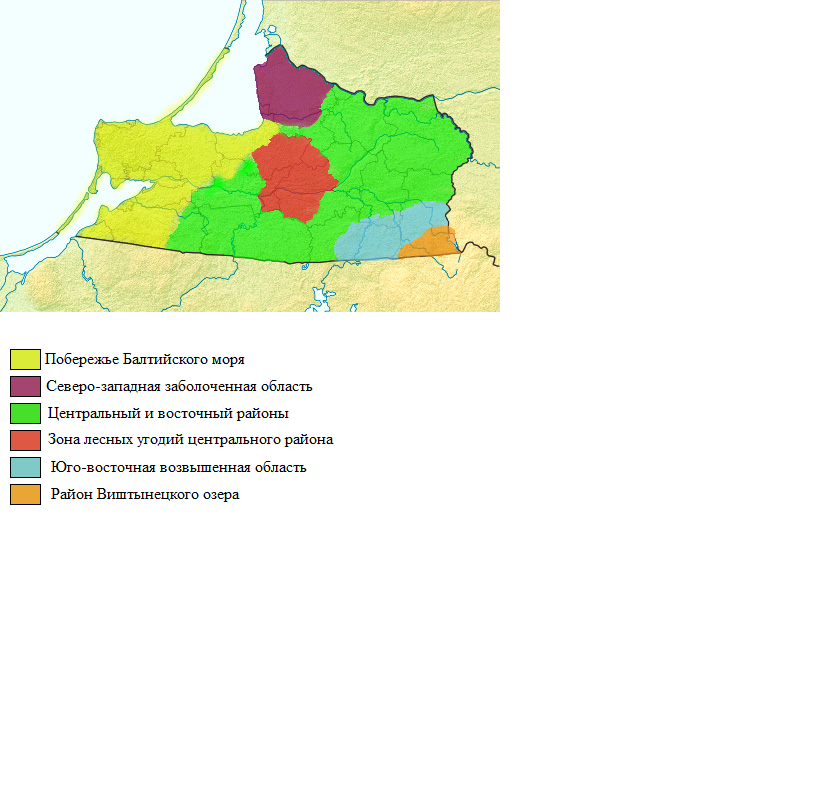 Побережье Балтийского моря
Северо-западная заболоченная область
Центральный и восточный районы
Зона лесных угодий центрального района
Юго-восточная возвышенная область
Район Виштынецкого озера